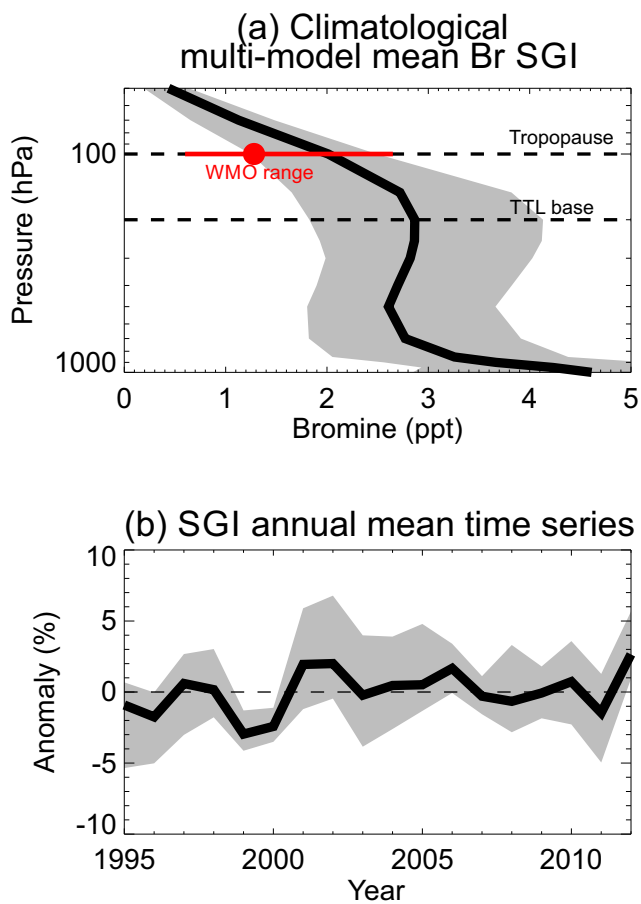 (a) Climatological
multi-model mean Br SGI
Pressure (hPa)
100
1000
Tropopause
WMO range
TTL base
0 1 2 3 4 5
Bromine (ppt)
(b) SGI annual mean time series
Anomaly (%)
10
5
0
-5
-10
1995 2000 2005 2010
Year